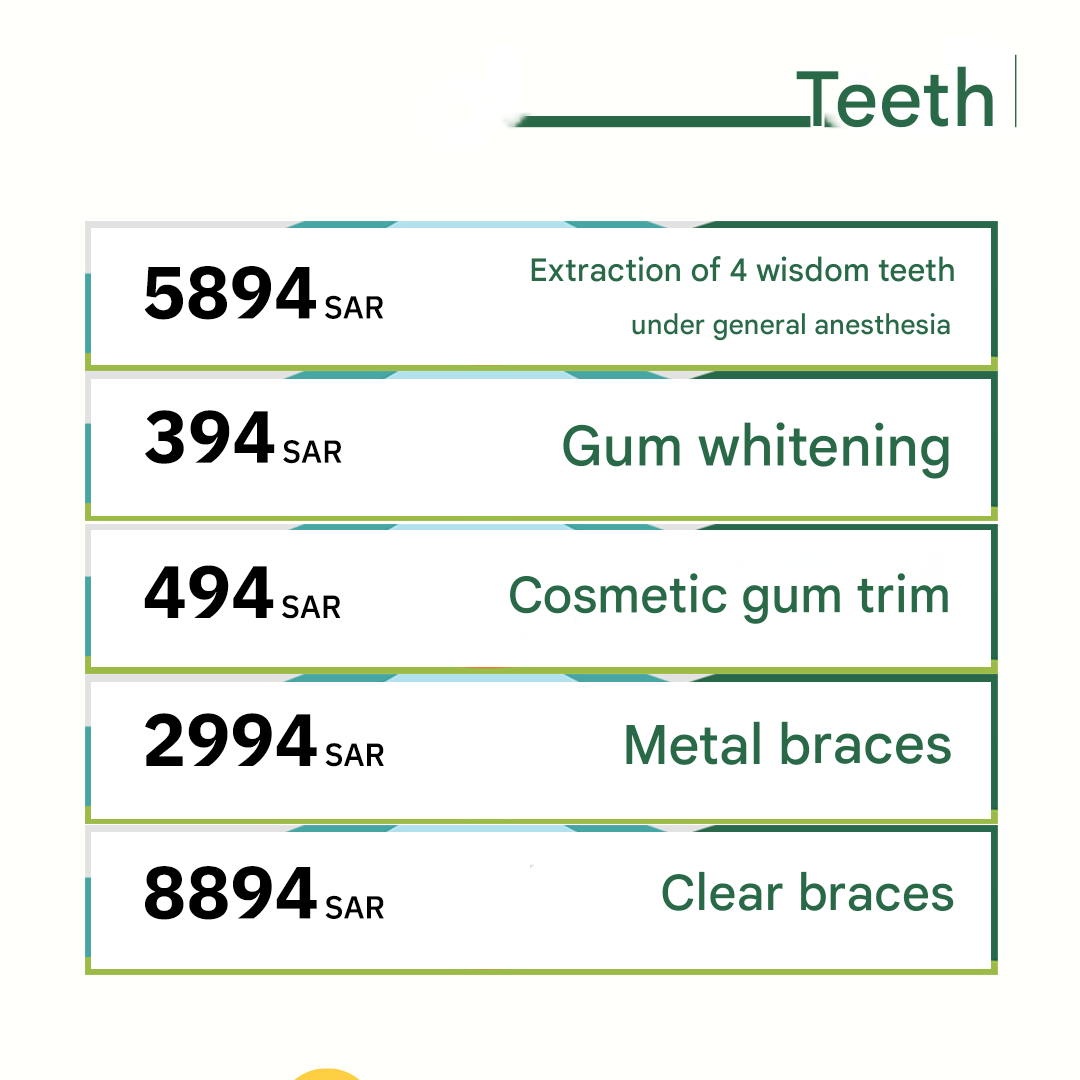 Teeth
5894 SAR
Extraction of 4 wisdom teeth
under general anesthesia
394 SAR
Gum whitening
494 SAR
Cosmetic gum trim
2994 SAR
Metal braces
8894 SAR
Clear braces